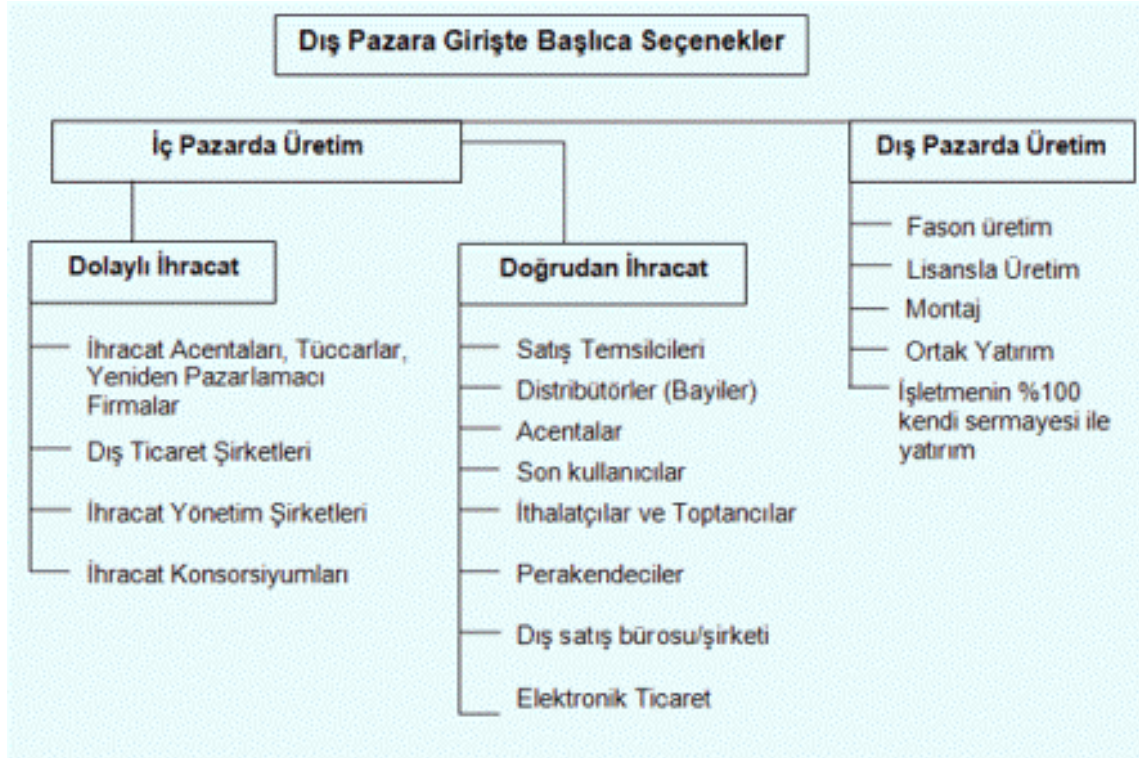 Dış Pazara Girişte Başlıca Seçenekler
İç Pazarda Üretim
Dış Pazarda Üretim
Dolaylı İhracat
İhracat Acentaları, Tüccarlar,
Yeniden Pazarlamacı
Firmalar
Dış Ticaret Şirketleri
İhracat Yönetim Şirketleri
İhracat Konsorsiyumları
Doğrudan İhracat
Satış Temsilcileri
Distribütörler (Bayiler)
Acentalar
Son kullanıcılar
İthalatçılar ve Toptancılar
Perakendeciler
Dış satış bürosu/şirketi
Elektronik Ticaret
Fason üretim
Lisansla Üretim
Montaj
Ortak Yatırım
İşletmenin %100
kendi sermayesi ile
yatırım